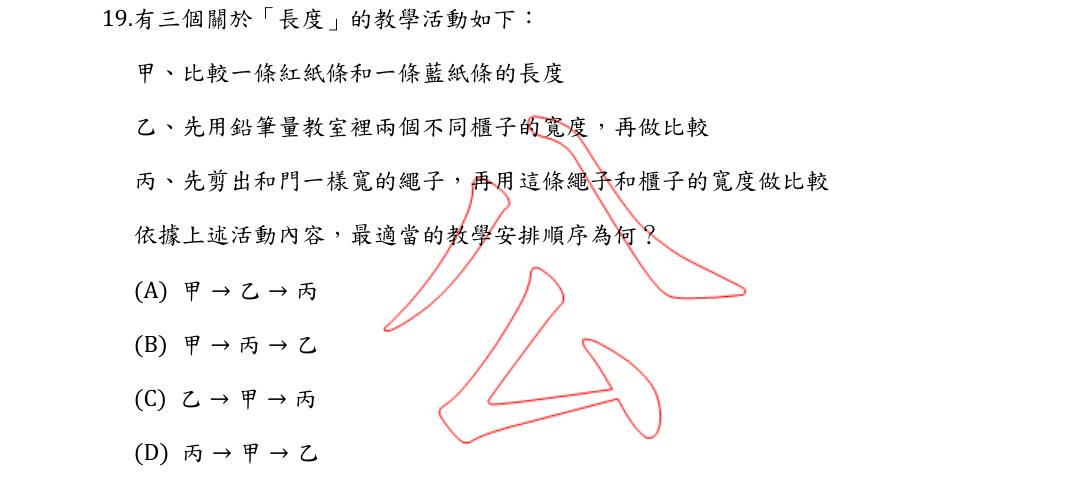 19.有三個關於「長度」的教學活動如下：
甲、比較一條紅紙條和一條藍紙條的長度
乙、先用鉛筆量教室裡兩個不同櫃子的寬度，再做比較
丙、先剪出和門一樣寬的繩子，再用這條繩子和櫃子的寬度做比較
依據上述活動內容，最適當的教學安排順序為何？
(A) 甲→乙→丙
(B) 甲→丙→乙
(C) 乙→甲→丙
(D) 丙→甲→乙
公